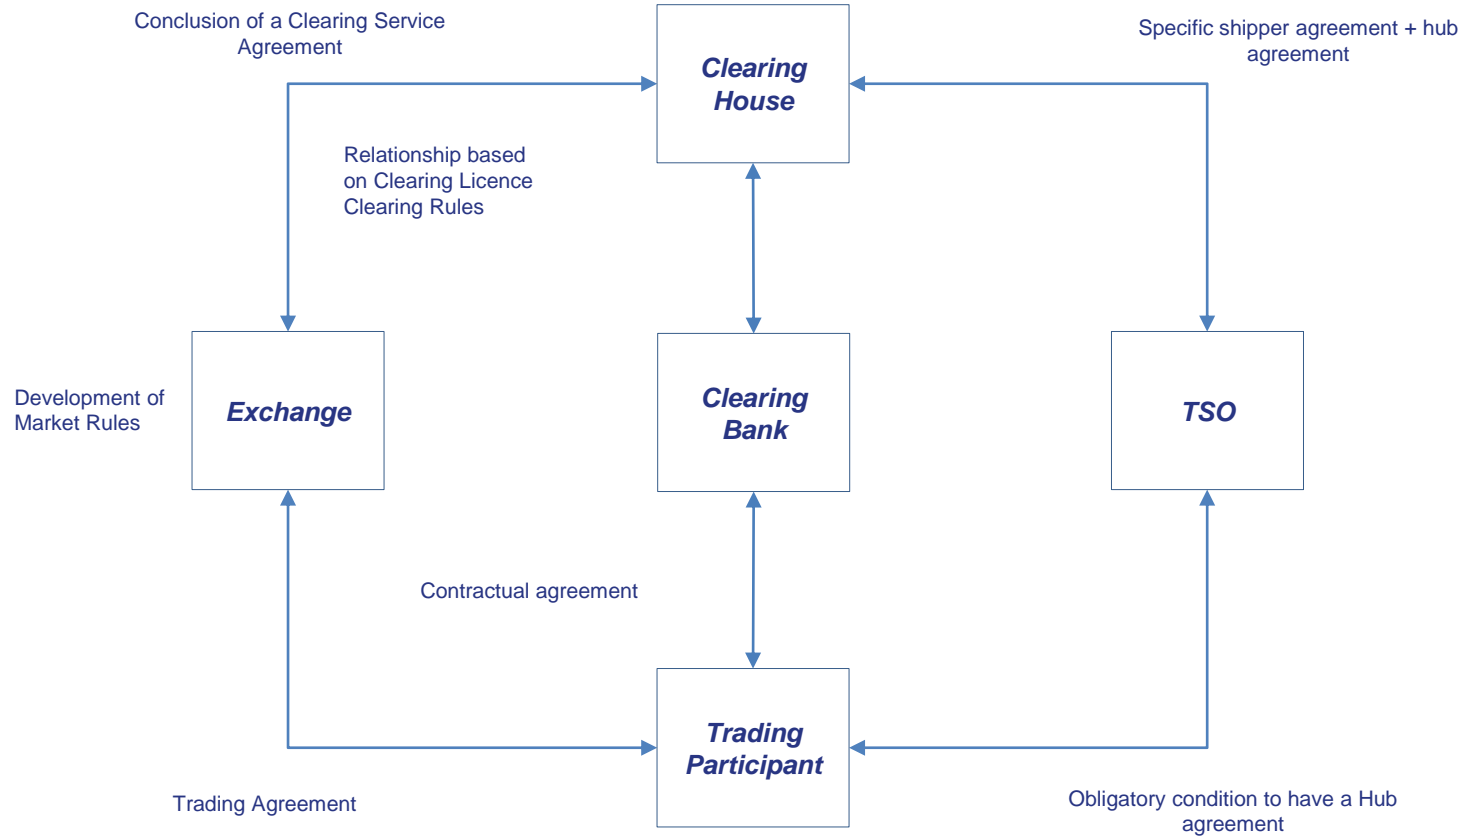 Conclusion of a Clearing Service
Agreement
Clearing
House
Specific shipper agreement + hub
agreement
Relationship based
on Clearing Licence
Clearing Rules
Development of
Market Rules
Exchange
Clearing
Bank
TSO
Contractual agreement
Trading
Participant
Trading Agreement
Obligatory condition to have a Hub
agreement